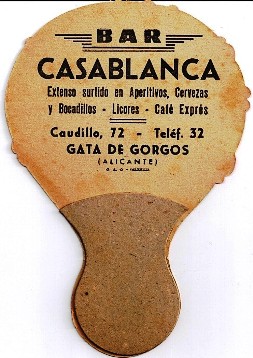 BAR
CASABLANCA
Extenso surtido en Aperitivos, Cervezas
y Bocadillos - Licores - Café Exprés
Caudillo, 72 - Teléf. 32
GATA DE GORGOS
(ALICANTE)